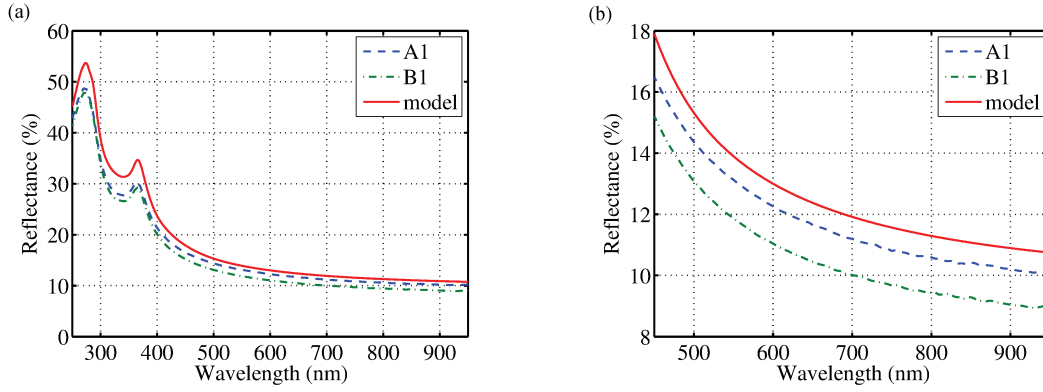 (a)
60
50
40
30
20
10
0
Reflectance (%)
300 400 500 600 700 800 900
Wavelength (nm)
A1
B1
model
(b)
18
16
14
12
10
8
Reflectance (%)
500 600 700 800 900
Wavelength (nm)
A1
B1
model